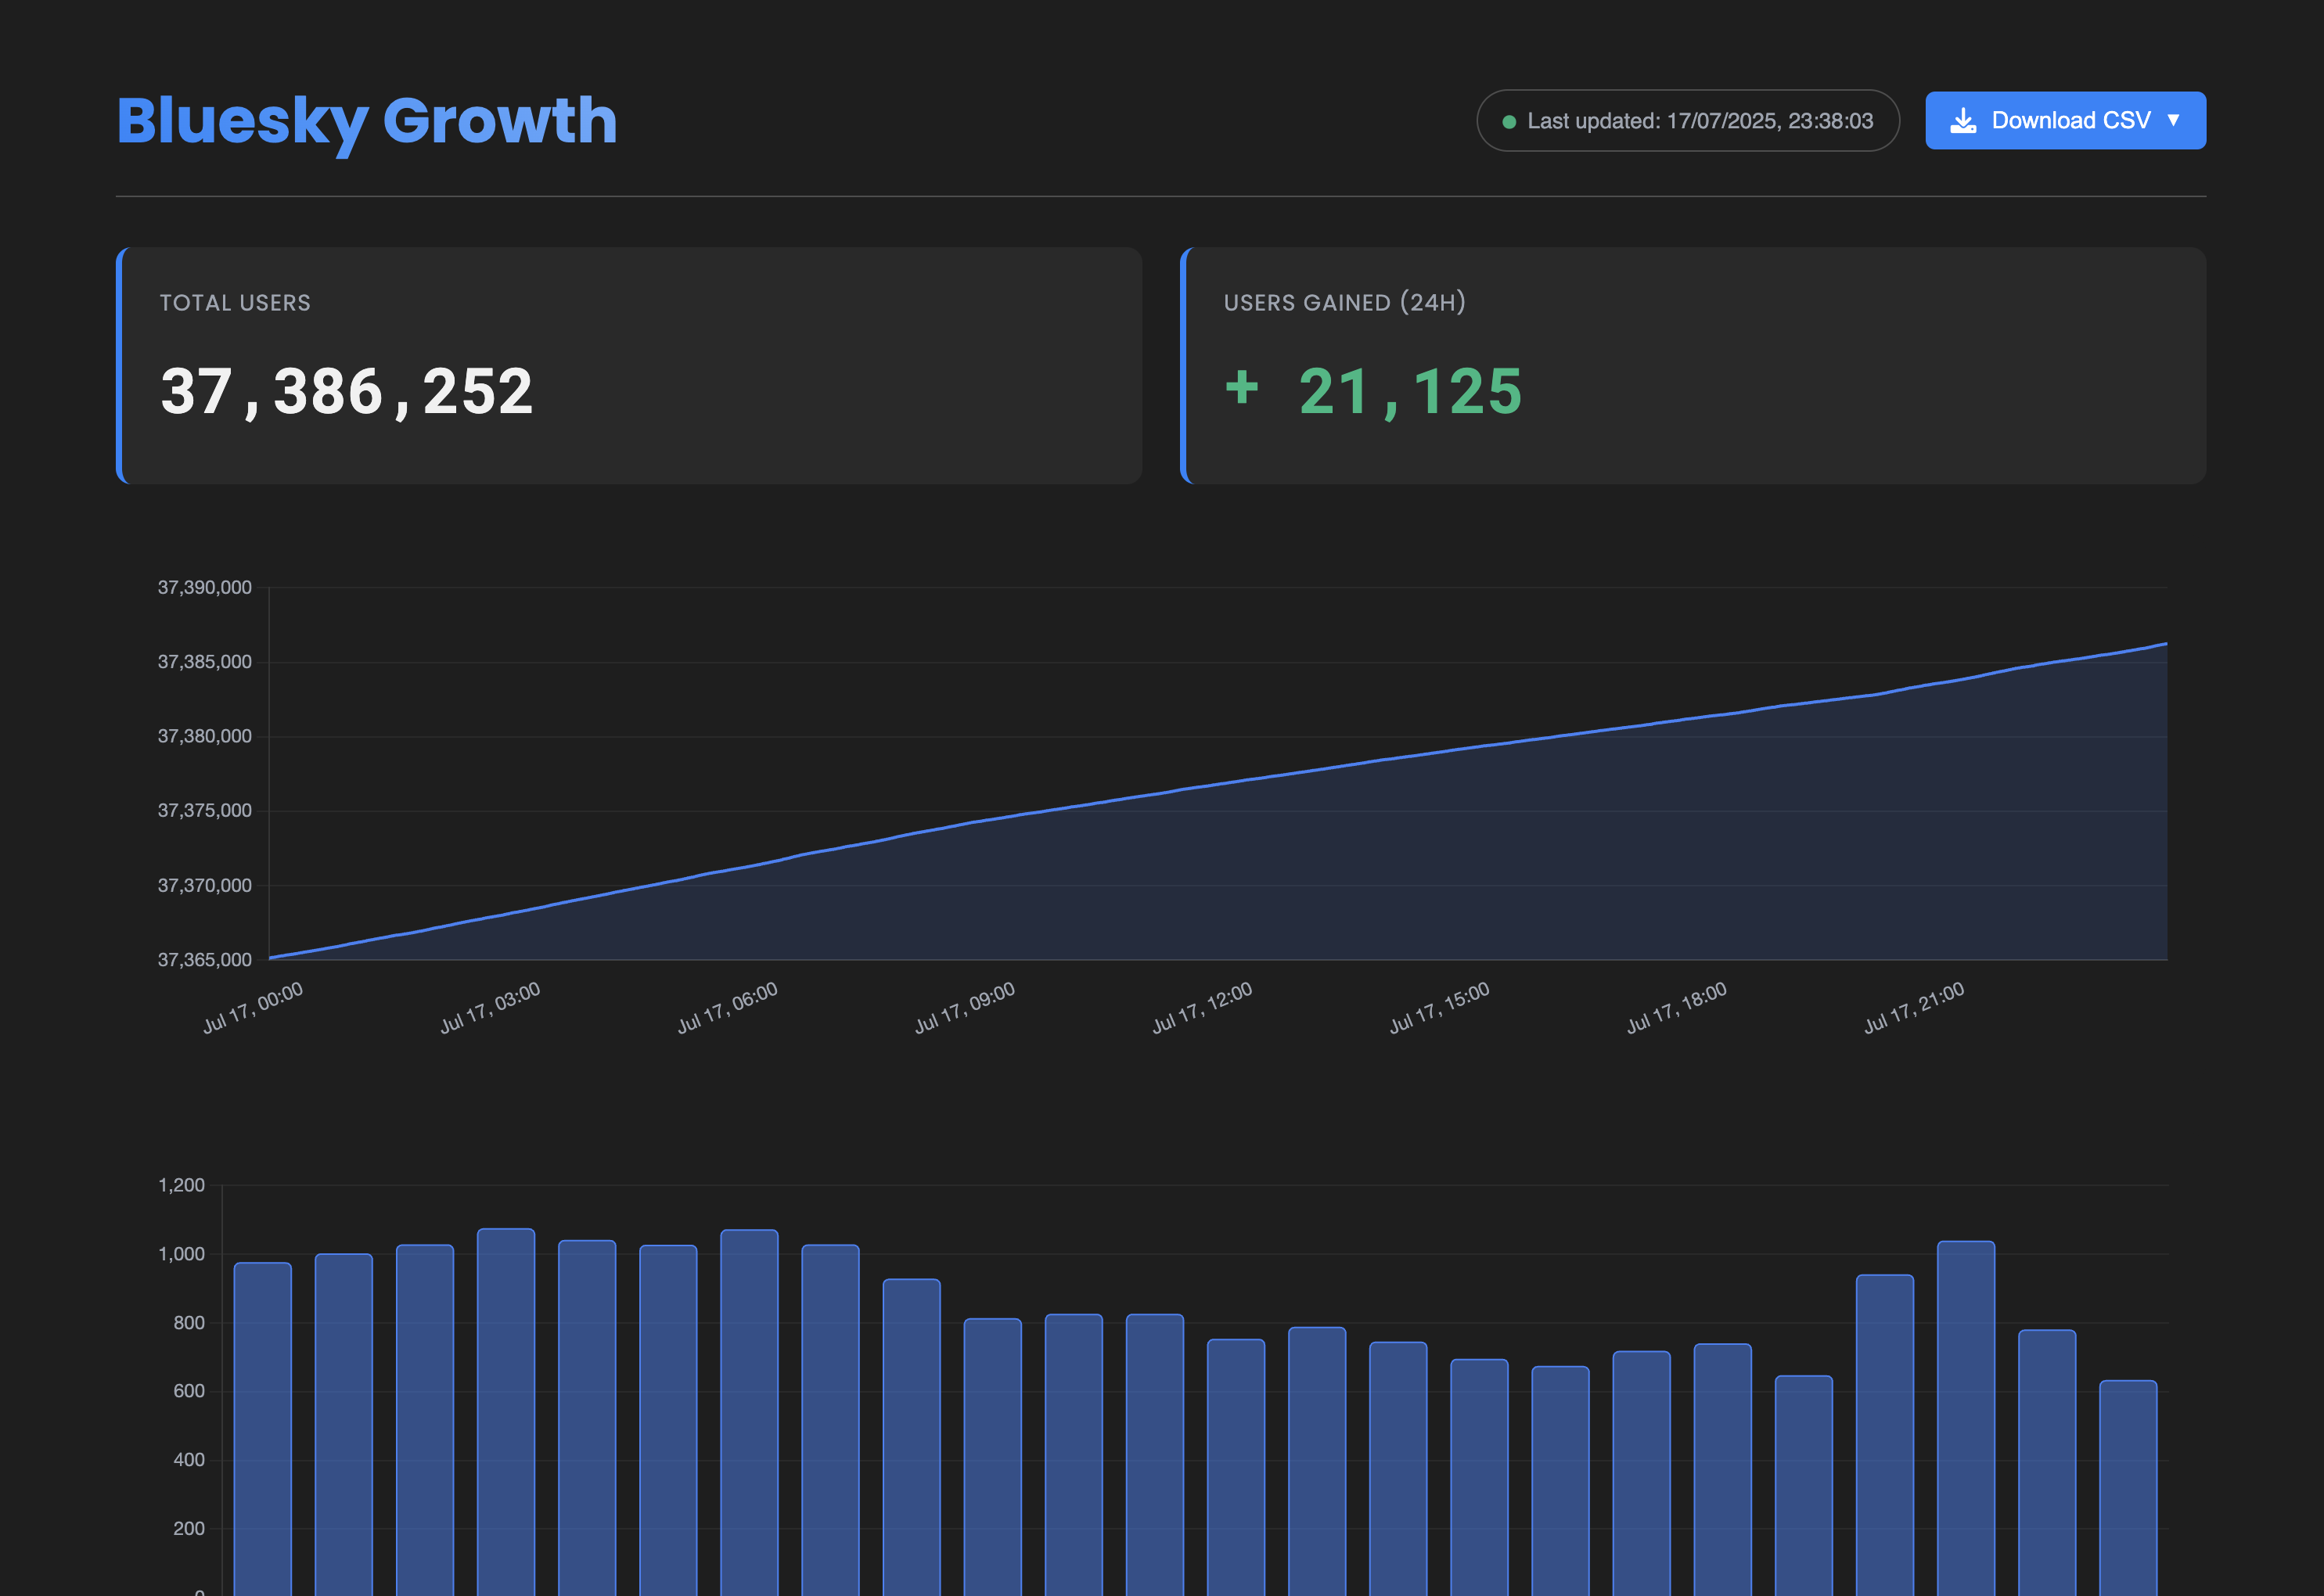 Bluesky Growth
Last updated: 17/07/2025, 23:38:03
Download CSV ▼
TOTAL USERS
37,386,252
USERS GAINED (24H)
+ 21,125
37,390,000
37,385,000
37,380,000
37,375,000
37,370,000
37,365,000
Jul 17, 00:00
Jul 17, 03:00
Jul 17, 06:00
Jul 17, 09:00
Jul 17, 12:00
Jul 17, 15:00
Jul 17, 18:00
Jul 17, 21:00
1,200
1,000
800
600
400
200
0